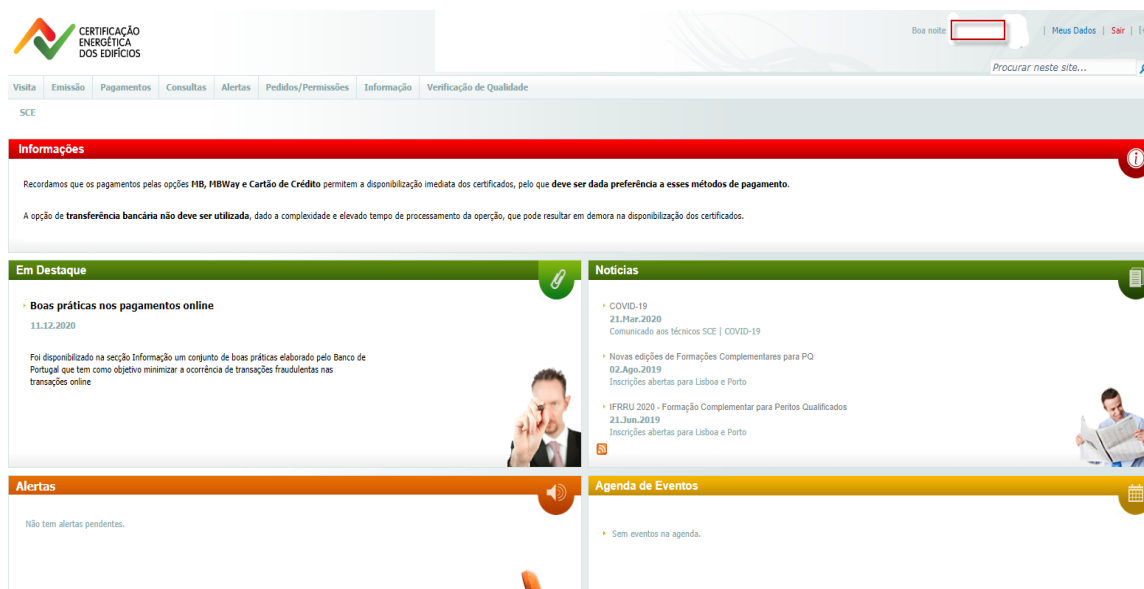 CERTIFICAÇÃO
ENERGÉTICA
DOS EDIFÍCIOS
Boa noite | Meus Dados | Sair |
Procurar neste site...
Visita Emissão Pagamentos Consultas Alertas Pedidos/Permissões Informação Verificação de Qualidade
SCE
Informações
Recordamos que os pagamentos pelas opções MB, MBWay e Cartão de Crédito permitem a disponibilização imediata dos certificados, pelo que deve ser dada preferência a esses métodos de pagamento.
A opção de transferência bancária não deve ser utilizada, dado a complexidade e elevado tempo de processamento da operção, que pode resultar em demora na disponibilização dos certificados.
Em Destaque
Boas práticas nos pagamentos online
11.12.2020
Foi disponibilizado na secção Informação um conjunto de boas práticas elaborado pelo Banco de
Portugal que tem como objetivo minimizar a ocorrência de transações fraudulentas nas
transações online
Notícias
COVID-19
21.Mar.2020
Comunicado aos técnicos SCE | COVID-19
Novas edições de Formações Complementares para PQ
02.Ago.2019
Inscrições abertas para Lisboa e Porto
IFRRU 2020 - Formação Complementar para Peritos Qualificados
21.Jun.2019
Inscrições abertas para Lisboa e Porto
Alertas
Não tem alertas pendentes.
Agenda de Eventos
Sem eventos na agenda.